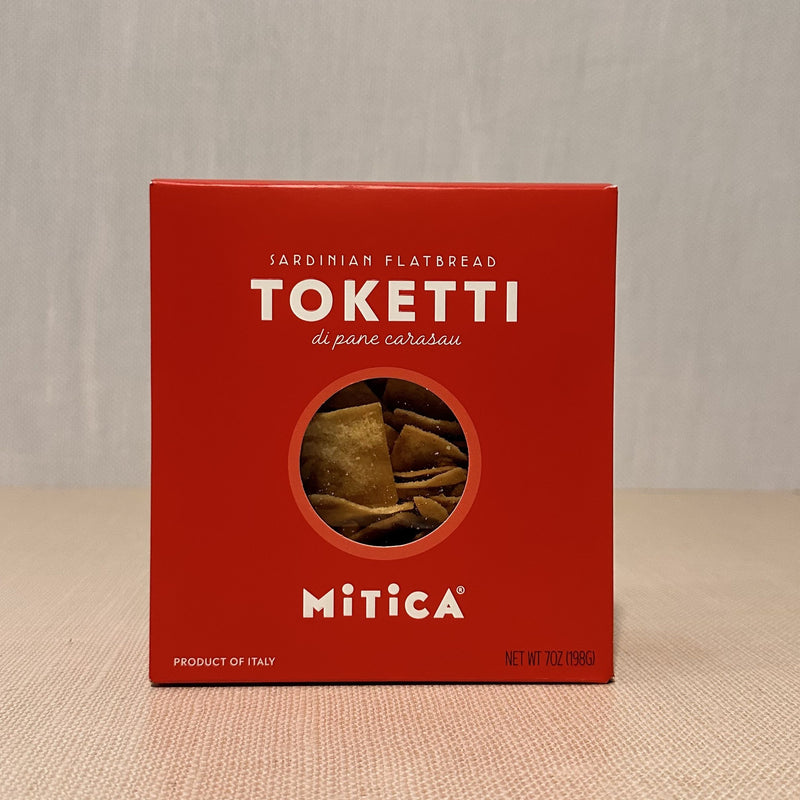 SARDINIAN FLATBREAD
TOKETTI
di pane carasau
MiTiCA®
PRODUCT OF ITALY
NET WT 7OZ (198G)